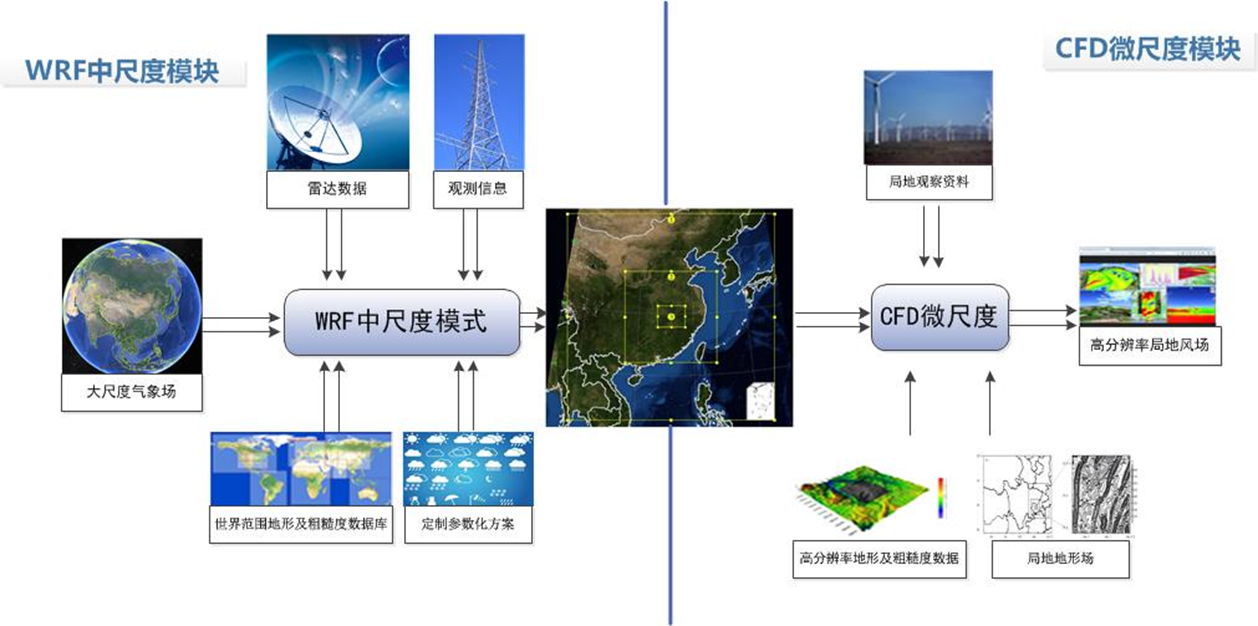 WRF中尺度模块
CFD微尺度模块
雷达数据
观测信息
局地观察资料
大尺度气象场
WRF中尺度模式
CFD微尺度
高分辨率局地风场
世界范围地形及粗糙度数据库
定制参数化方案
高分辨率地形及粗糙度数据
局地地形场